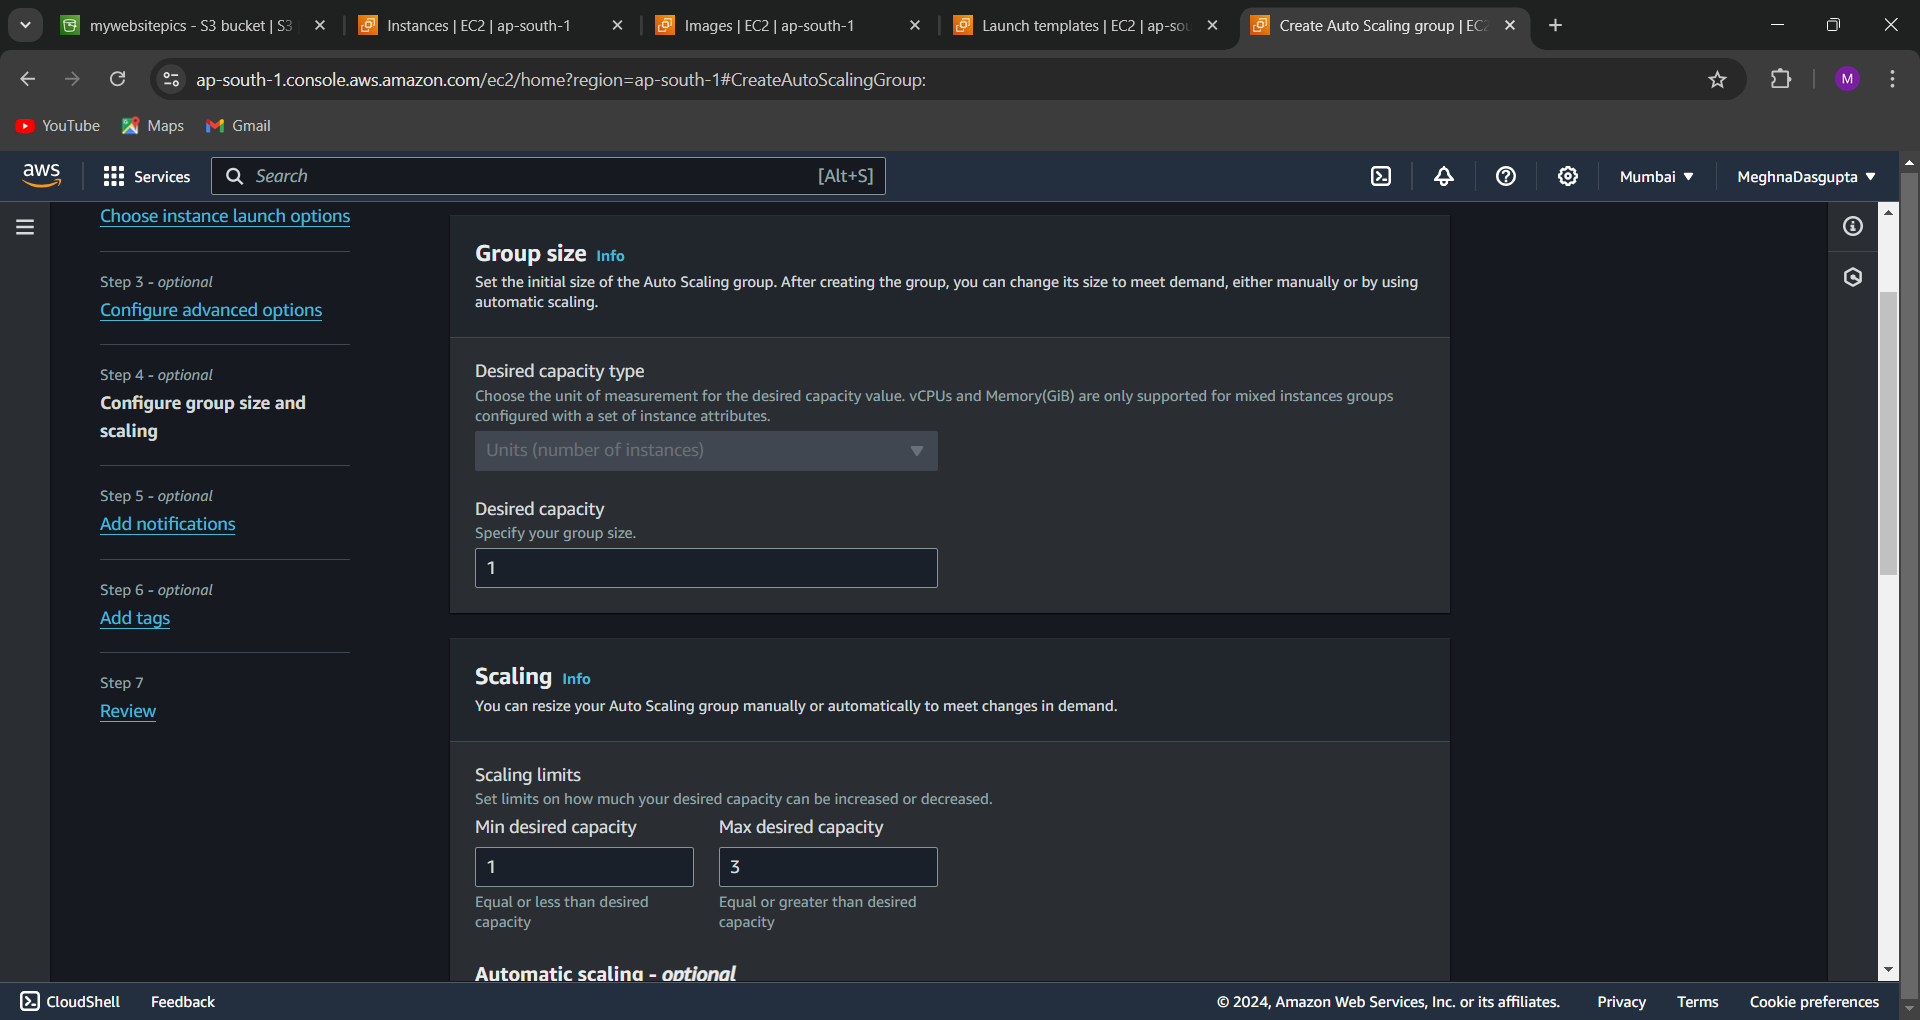 mywebsitepics - S3 bucket | S3
Instances | EC2 | ap-south-1
Images | EC2 | ap-south-1
Launch templates | EC2 | ap-sou
Create Auto Scaling group | EC2
ap-south-1.console.aws.amazon.com/ec2/home?region=ap-south-1#CreateAutoScalingGroup:
M
YouTube
Maps
Gmail
aws
Services
Search
[Alt+S]
Mumbai
MeghnaDasgupta
Choose instance launch options
Step 3 - optional
Configure advanced options
Step 4 - optional
Configure group size and
scaling
Step 5 - optional
Add notifications
Step 6 - optional
Add tags
Step 7
Review
Group size Info
Set the initial size of the Auto Scaling group. After creating the group, you can change its size to meet demand, either manually or by using
automatic scaling.
Desired capacity type
Choose the unit of measurement for the desired capacity value. vCPUs and Memory(GiB) are only supported for mixed instances groups
configured with a set of instance attributes.
Units (number of instances)
Desired capacity
Specify your group size.
1
Scaling Info
You can resize your Auto Scaling group manually or automatically to meet changes in demand.
Scaling limits
Set limits on how much your desired capacity can be increased or decreased.
Min desired capacity
Max desired capacity
1
3
Equal or less than desired
capacity
Equal or greater than desired
capacity
Automatic scaling - optional
CloudShell
Feedback
© 2024, Amazon Web Services, Inc. or its affiliates.
Privacy
Terms
Cookie preferences